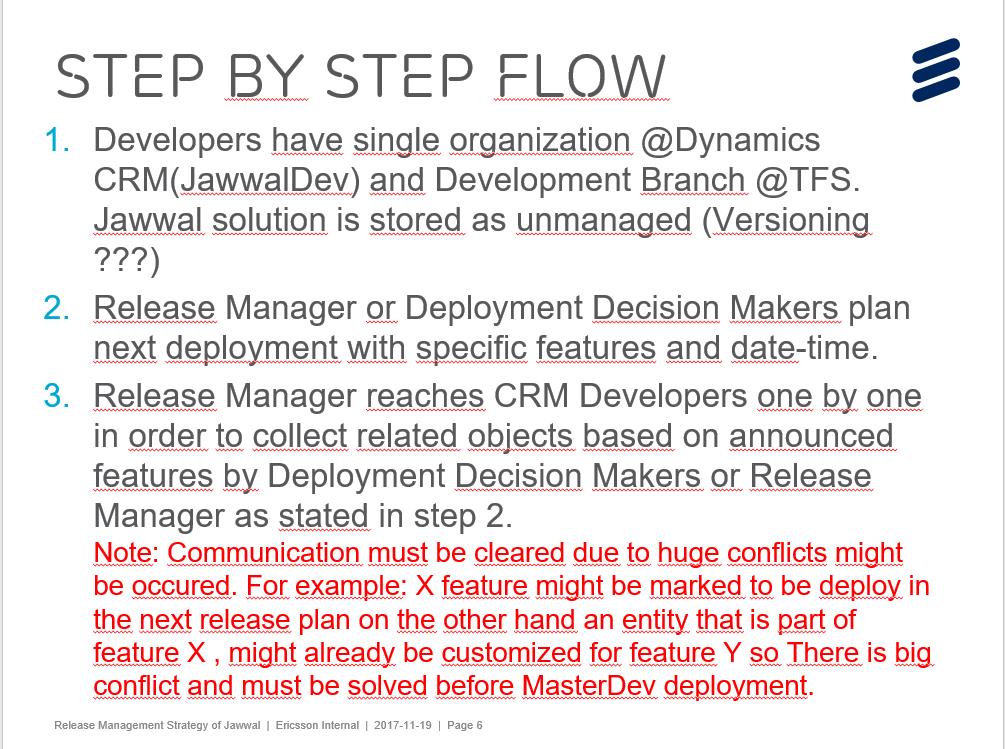 STEP BY STEP FLOW
1. Developers have single organization @Dynamics
CRM(JawwalDev) and Development Branch @TFS.
Jawwal solution is stored as unmanaged (Versioning
???)
2. Release Manager or Deployment Decision Makers plan
next deployment with specific features and date-time.
3. Release Manager reaches CRM Developers one by one
in order to collect related objects based on announced
features by Deployment Decision Makers or Release
Manager as stated in step 2.
Note: Communication must be cleared due to huge conflicts might
be occured. For example: X feature might be marked to be deploy in
the next release plan on the other hand an entity that is part of
feature X , might already be customized for feature Y so There is big
conflict and must be solved before MasterDev deployment.
Release Management Strategy of Jawwal | Ericsson Internal | 2017-11-19 | Page 6